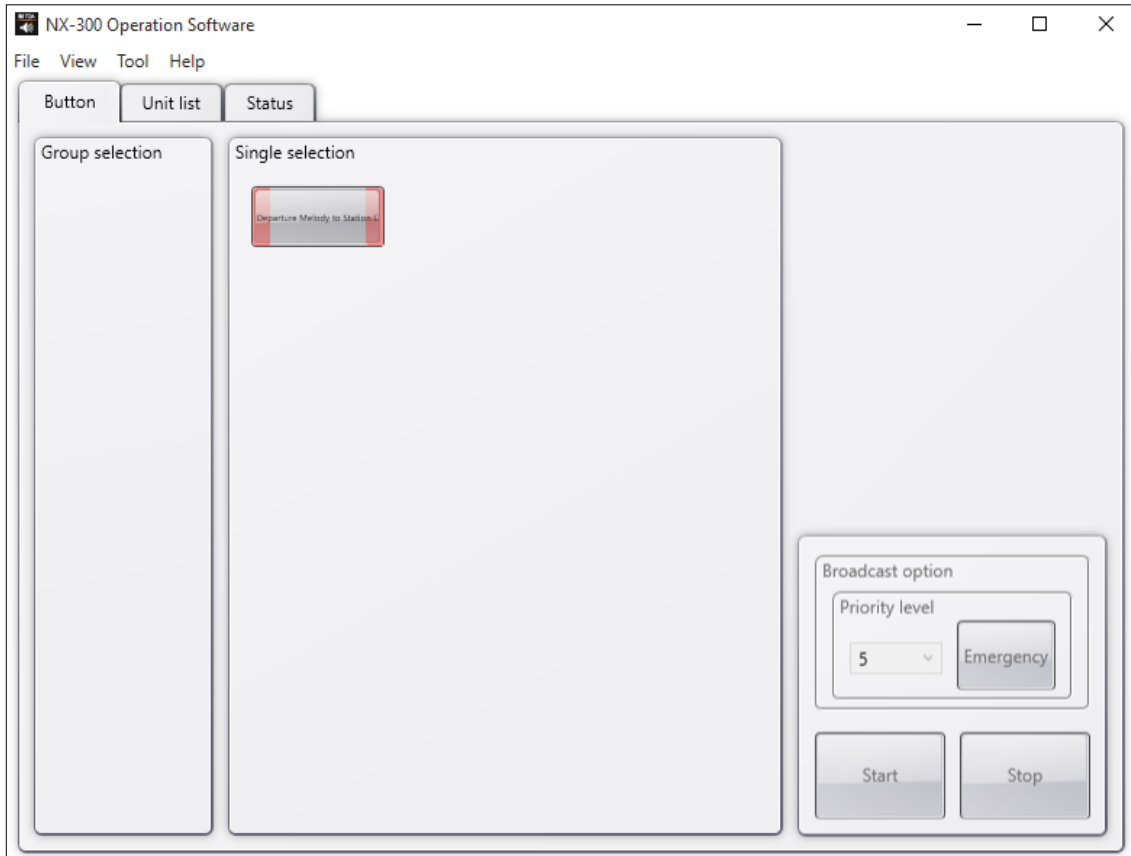 NX-300 Operation Software
File View Tool Help
Button Unit list Status
Group selection
Single selection
Departure Melody to Station
Broadcast option
Priority level
5
Emergency
Start
Stop